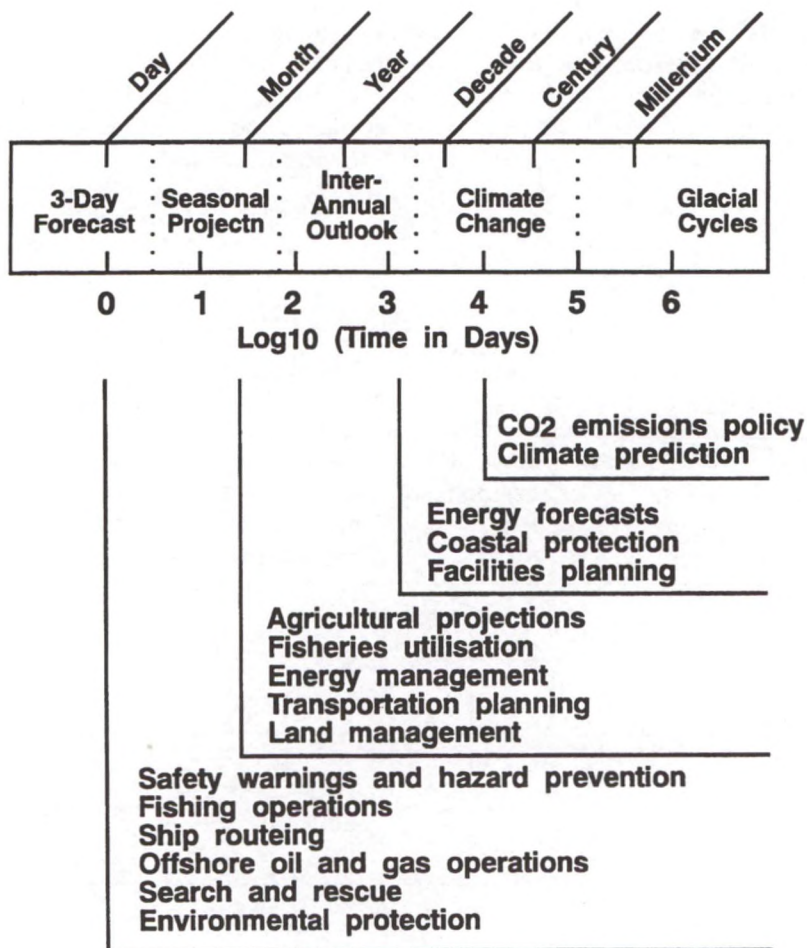 Day
Month
Year
Decade
Century
Millenium
3-Day
Forecast
Seasonal
Projectn
Inter-
Annual
Outlook
Climate
Change
Glacial
Cycles
0 1 2 3 4 5 6
Log10 (Time in Days)
CO2 emissions policy
Climate prediction
Energy forecasts
Coastal protection
Facilities planning
Agricultural projections
Fisheries utilisation
Energy management
Transportation planning
Land management
Safety warnings and hazard prevention
Fishing operations
Ship routeing
Offshore oil and gas operations
Search and rescue
Environmental protection